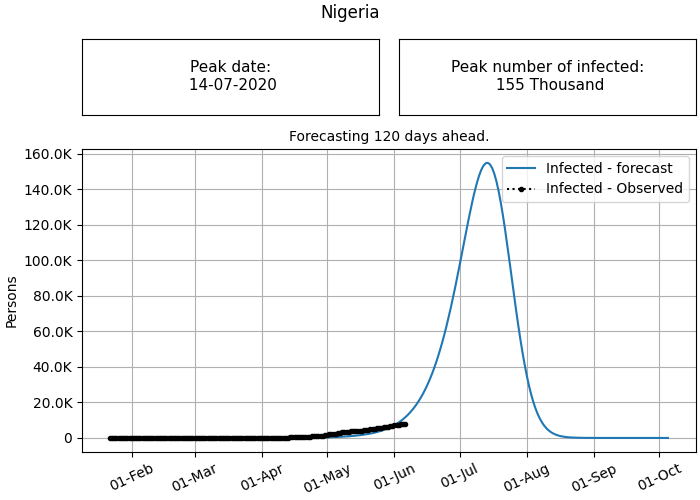 Nigeria
Peak date:
14-07-2020
Peak number of infected:
155 Thousand
Forecasting 120 days ahead.
160.0K
140.0K
120.0K
100.0K
80.0K
60.0K
40.0K
20.0K
0
Persons
Infected - forecast
Infected - Observed
01-Feb
01-Mar
01-Apr
01-May
01-Jun
01-Jul
01-Aug
01-Sep
01-Oct